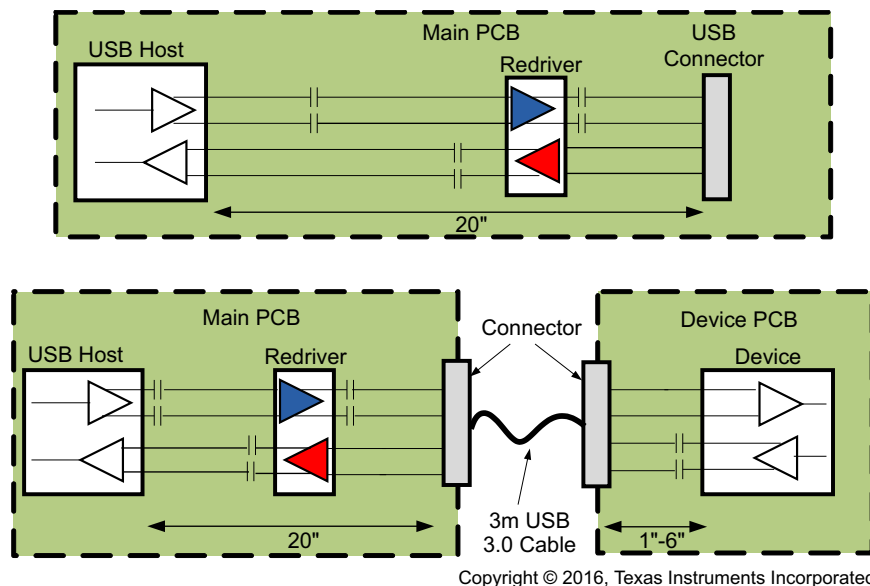 Main PCB
USB
Connector
USB Host
Redriver
20"
Main PCB
USB Host
Redriver
20"
Connector
3m USB
3.0 Cable
Device PCB
Device
1"-6"
Copyright © 2016, Texas Instruments Incorporated